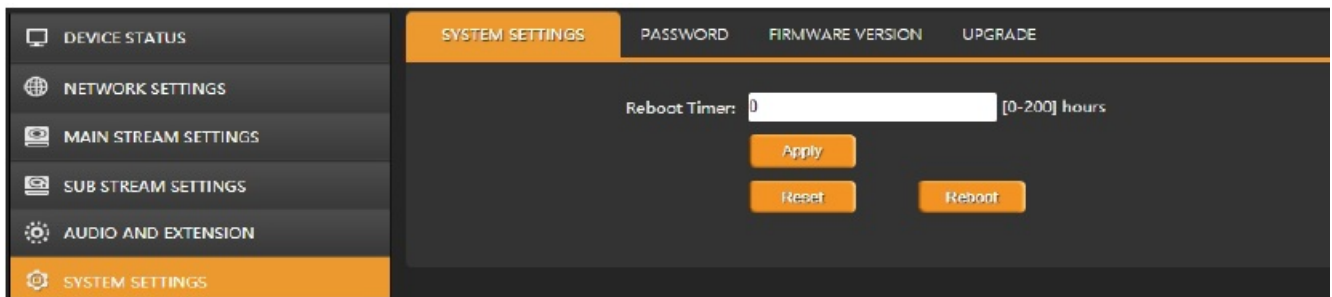 DEVICE STATUS
NETWORK SETTINGS
MAIN STREAM SETTINGS
SUB STREAM SETTINGS
AUDIO AND EXTENSION
SYSTEM SETTINGS
SYSTEM SETTINGS PASSWORD FIRMWARE VERSION UPGRADE
Reboot Timer: 0 [0-200] hours
Apply
Reset Reboot